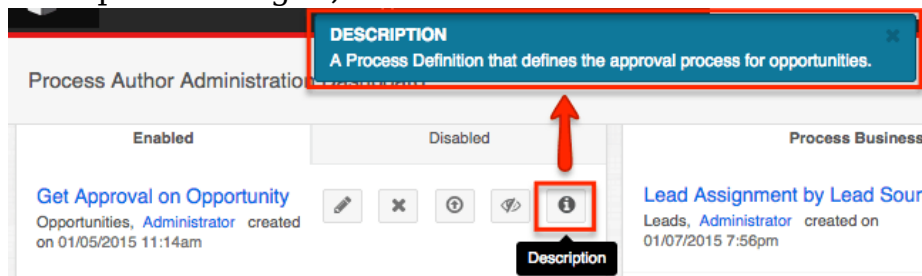 DESCRIPTION
A Process Definition that defines the approval process for opportunities.
Process Author Administration
Enabled
Disabled
Process Business
Get Approval on Opportunity
Opportunities, Administrator created
on 01/05/2015 11:14am
Lead Assignment by Lead Sour
Leads, Administrator created on
01/07/2015 7:56pm
Description